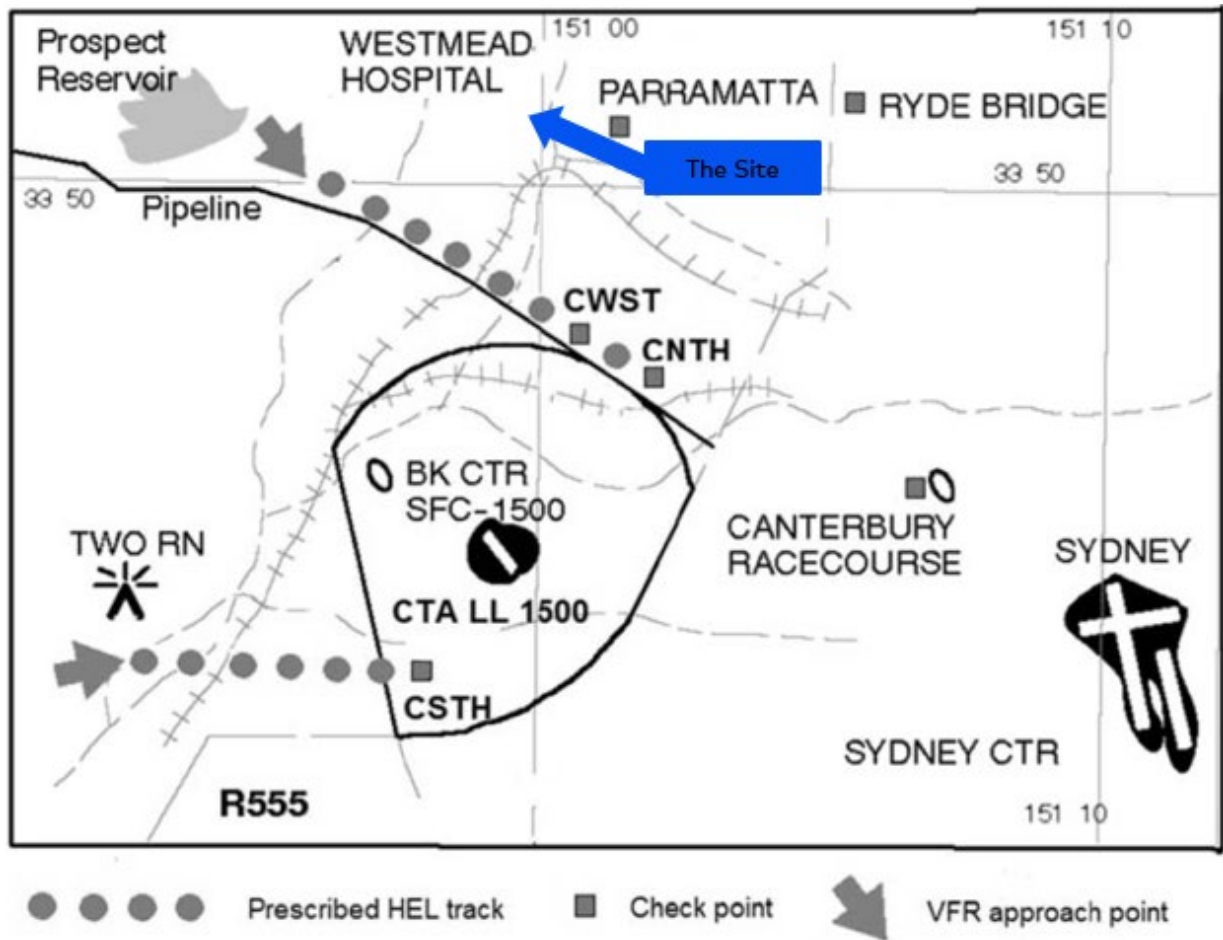 151 00
151 10
Prospect
Reservoir
WESTMEAD
HOSPITAL
PARRAMATTA
RYDE BRIDGE
The Site
33 50
33 50
Pipeline
CWST
CNTH
BK CTR
SFC-1500
TWO RN
CANTERBURY
RACECOURSE
SYDNEY
CTA LL 1500
CSTH
SYDNEY CTR
R555
151 10
Prescribed HEL track
Check point
VFR approach point